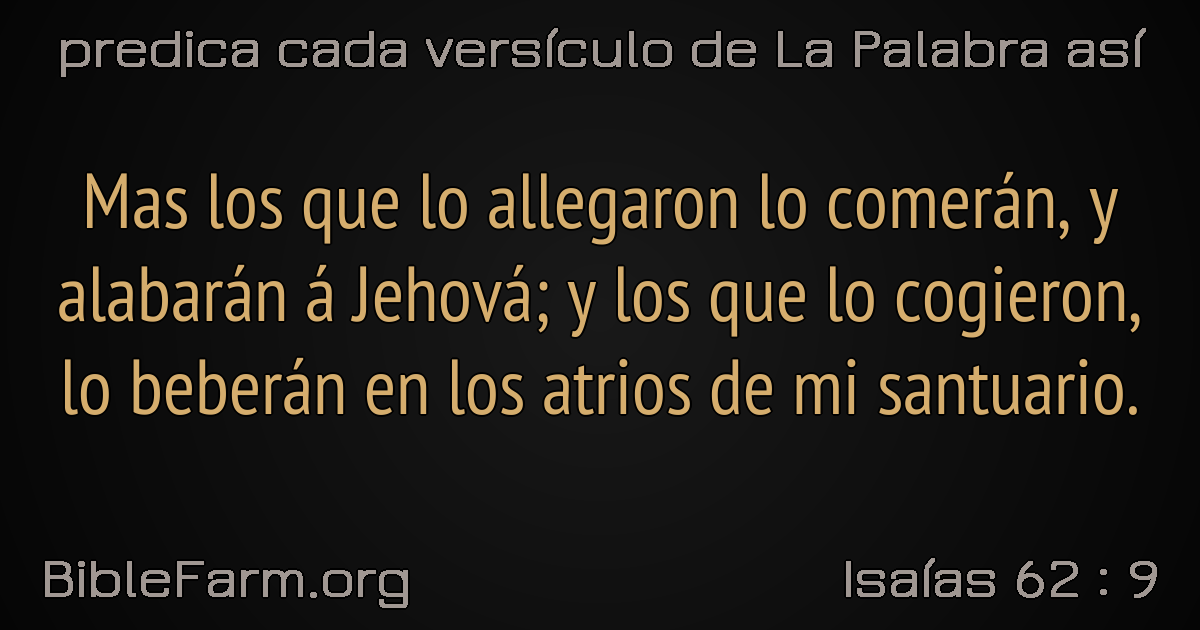 predica cada versículo de La Palabra así
Mas los que lo allegaron lo comerán, y
alabarán á Jehová; y los que lo cogieron,
lo beberán en los atrios de mi santuario.
BibleFarm.org
Isaías 62 : 9